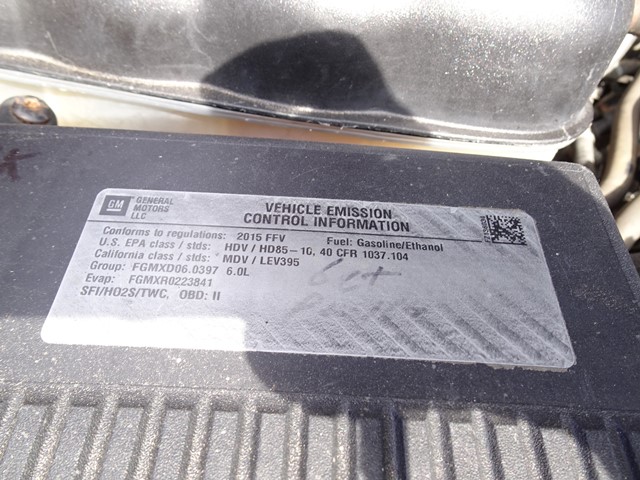 GM GENERAL MOTORS LLC
VEHICLE EMISSION
CONTROL INFORMATION
Conforms to regulations: 2015 FFV Fuel: Gasoline/Ethanol
U.S. EPA class / stds: HDV / HD85-10, 40 CFR 1037.104
California class / stds: MDV / LEV395
Group: FGMXD06.0397 6.0L
Evap: FGMXR0223841
SFI/HO2S/TWC, OBD: II